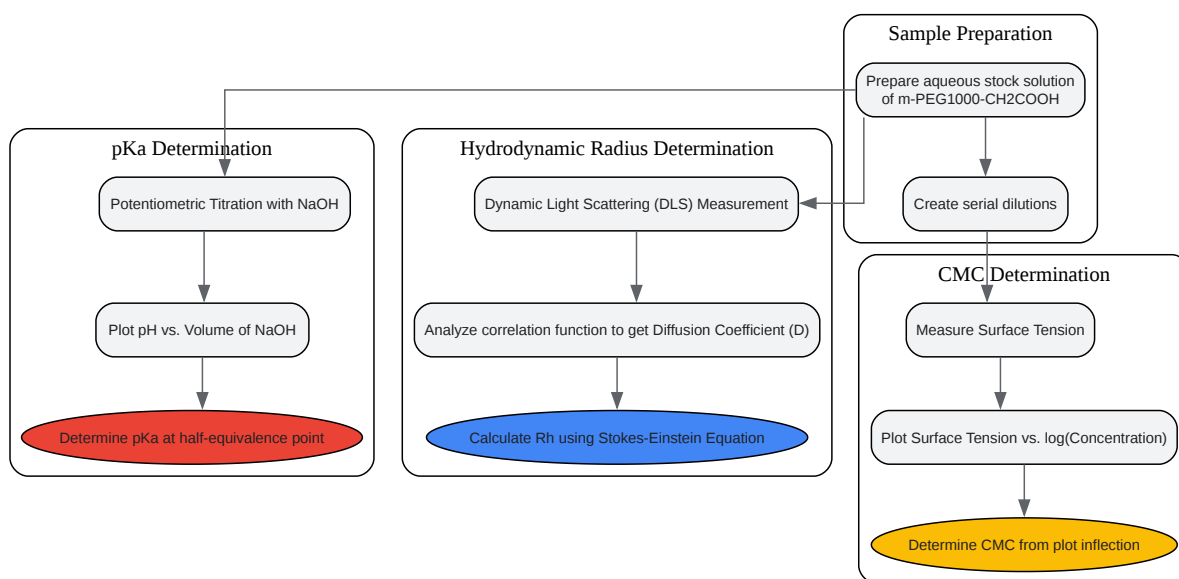 Sample Preparation
Prepare aqueous stock solution
of m-PEG1000-CH2COOH
Create serial dilutions
pKa Determination
Potentiometric Titration with NaOH
Plot pH vs. Volume of NaOH
Determine pKa at half-equivalence point
Hydrodynamic Radius Determination
Dynamic Light Scattering (DLS) Measurement
Analyze correlation function to get Diffusion Coefficient (D)
Calculate Rh using Stokes-Einstein Equation
CMC Determination
Measure Surface Tension
Plot Surface Tension vs. log(Concentration)
Determine CMC from plot inflection